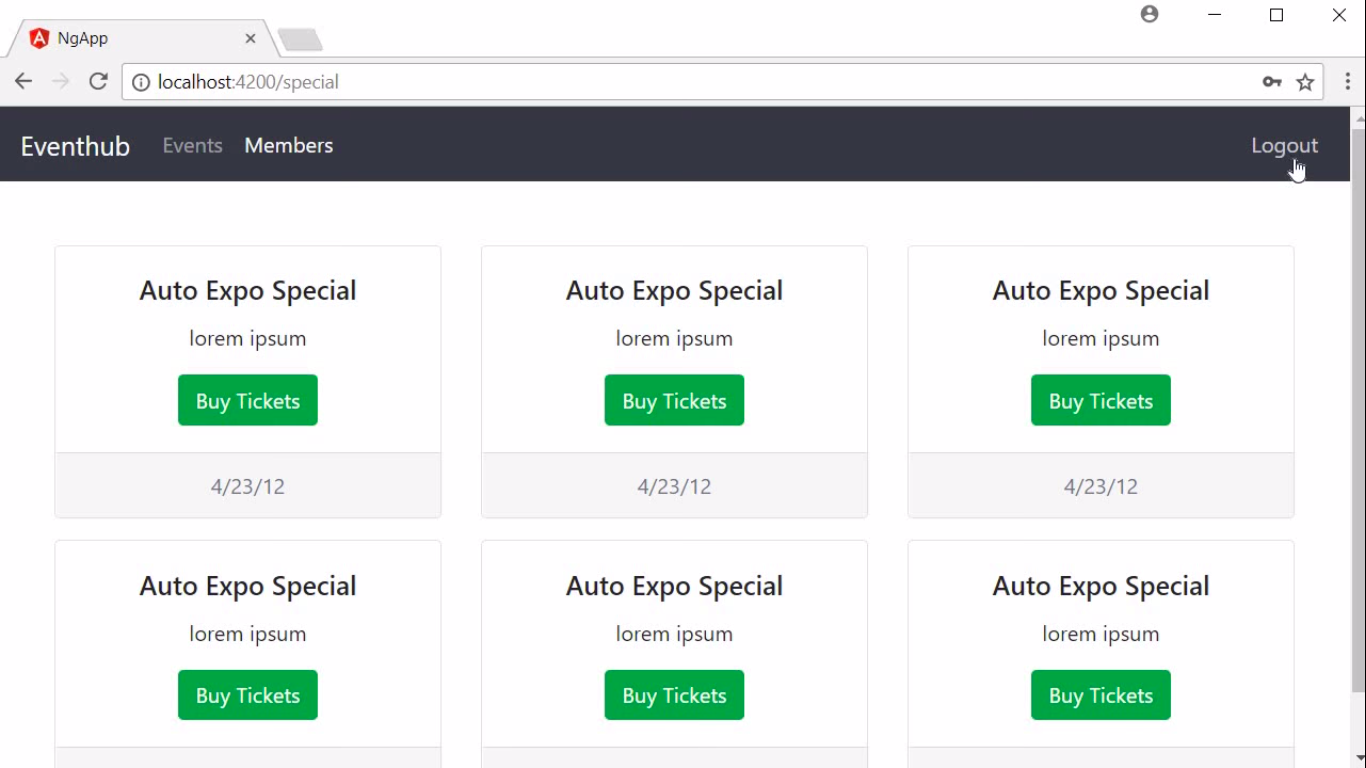 NgApp
localhost:4200/special
Eventhub Events Members Logout
Auto Expo Special Auto Expo Special Auto Expo Special
lorem ipsum lorem ipsum lorem ipsum
Buy Tickets Buy Tickets Buy Tickets
4/23/12 4/23/12 4/23/12
Auto Expo Special Auto Expo Special Auto Expo Special
lorem ipsum lorem ipsum lorem ipsum
Buy Tickets Buy Tickets Buy Tickets